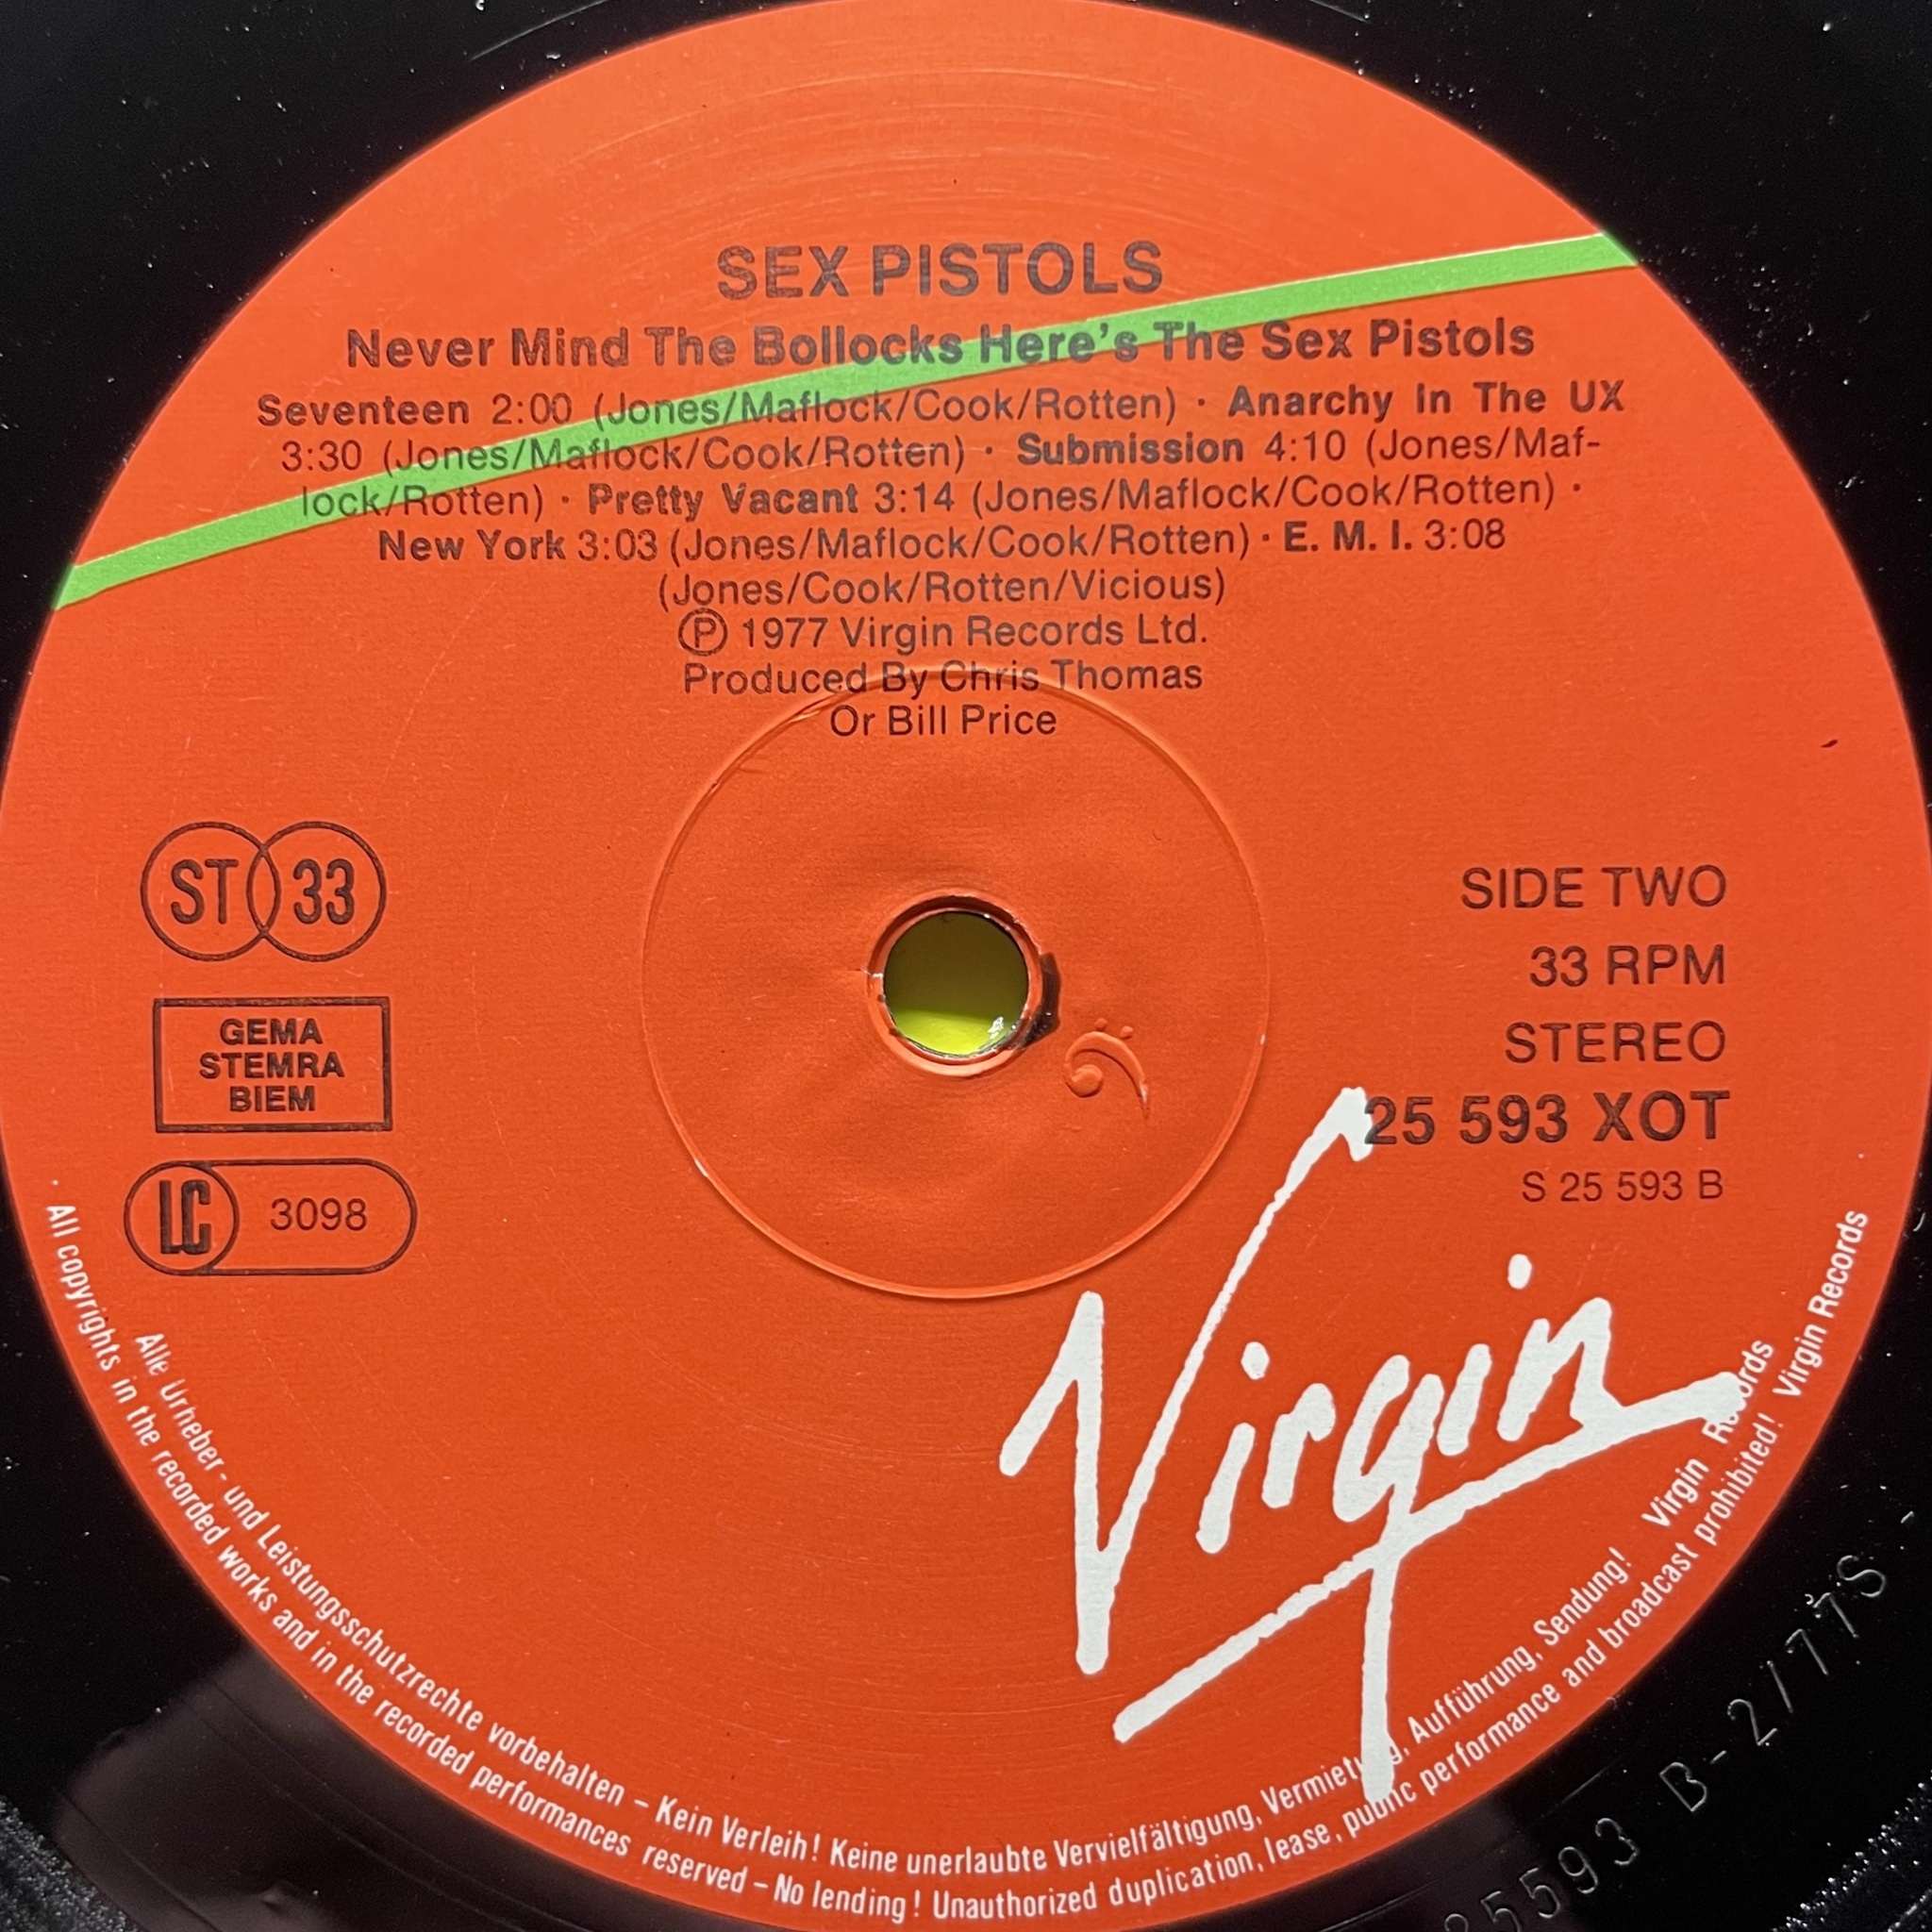 SEX PISTOLS
Never Mind The Bollocks Here's The Sex Pistols
Seventeen 2:00 (Jones/Maflock/Cook/Rotten) · Anarchy In The UX
3:30 (Jones/Maflock/Cook/Rotten) · Submission 4:10 (Jones/Maf-
lock/Rotten) · Pretty Vacant 3:14 (Jones/Maflock/Cook/Rotten) ·
New York 3:03 (Jones/Maflock/Cook/Rotten) · E. M. I. 3:08
(Jones/Cook/Rotten/Vicious)
Ⓟ 1977 Virgin Records Ltd.
Produced By Chris Thomas
Or Bill Price
ST 33
GEMA
STEMRA
BIEM
LC 3098
SIDE TWO
33 RPM
STEREO
25 593 XOT
S 25 593 B
Virgin
Alle Urheber- und Leistungsschutzrechte vorbehalten – Kein Verleih! Keine unerlaubte Vervielfältigung, Vermietung, Aufführung, Sendung! Virgin Records
· All copyrights in the recorded works and in the recorded performances reserved – No lending! Unauthorized duplication, lease, public performance and broadcast prohibited! Virgin Records
25593 B-2/77S